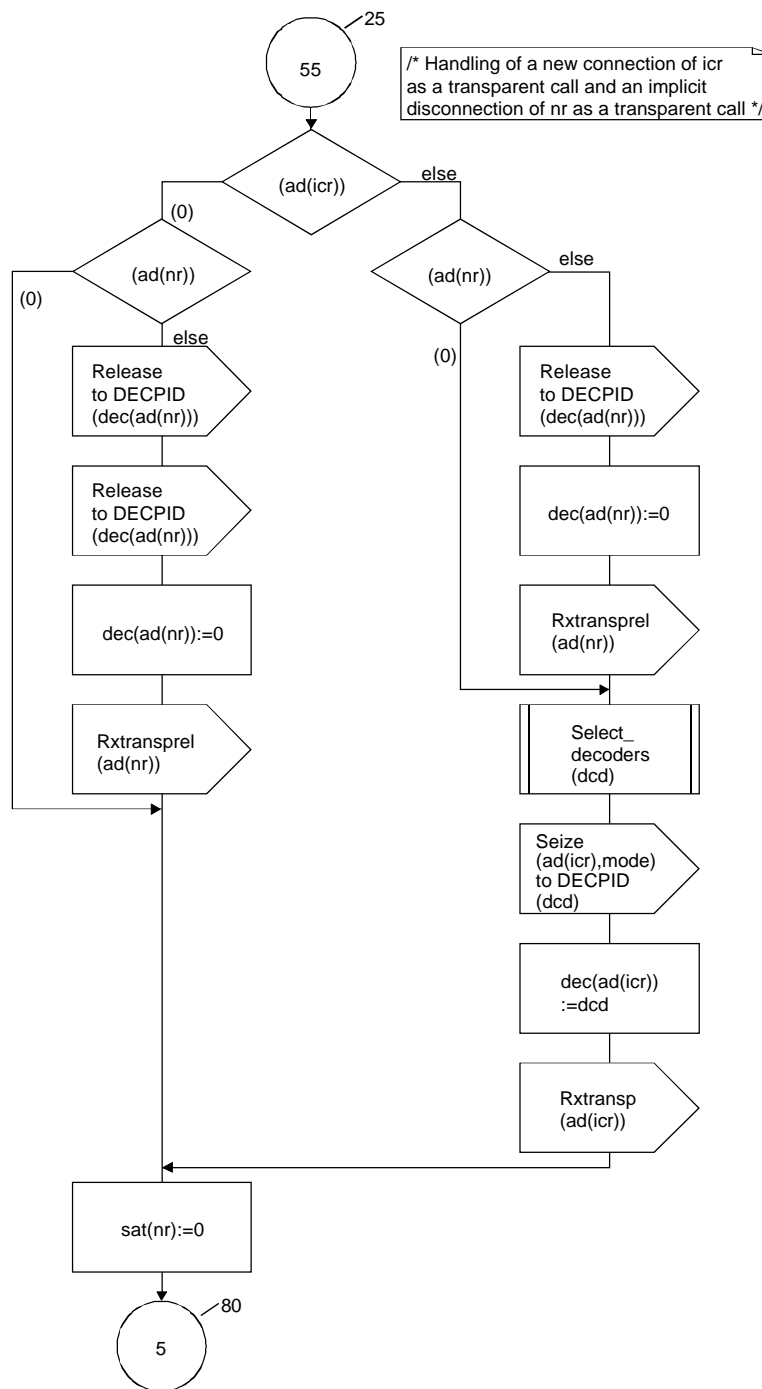 25
55
/* Handling of a new connection of icr
as a transparent call and an implicit
disconnection of nr as a transparent call */
(ad(icr))
else
(0)
(ad(nr))
(ad(nr))
else
(0)
else
(0)
Release
to DECPID
(dec(ad(nr)))
Release
to DECPID
(dec(ad(nr)))
Release
to DECPID
(dec(ad(nr)))
dec(ad(nr)):=0
dec(ad(nr)):=0
Rxtransprel
(ad(nr))
Rxtransprel
(ad(nr))
Select_
decoders
(dcd)
Seize
(ad(icr),mode)
to DECPID
(dcd)
dec(ad(icr))
:=dcd
Rxtransp
(ad(icr))
sat(nr):=0
80
5